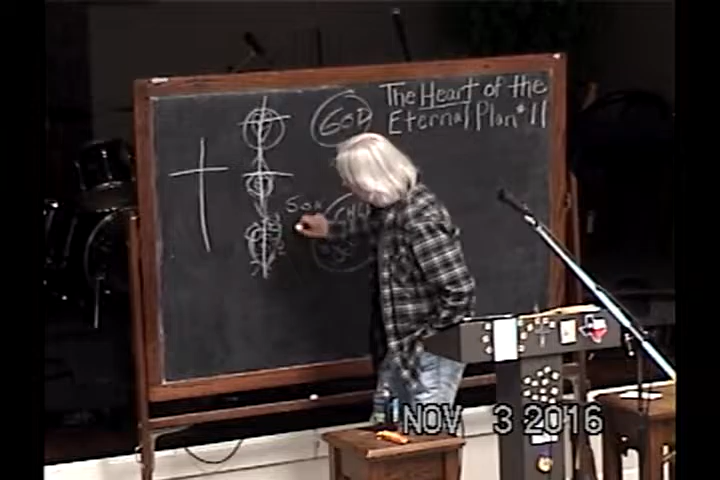 The Heart of the
Eternal Plan #11
GOD
Son
NOV 3 2016